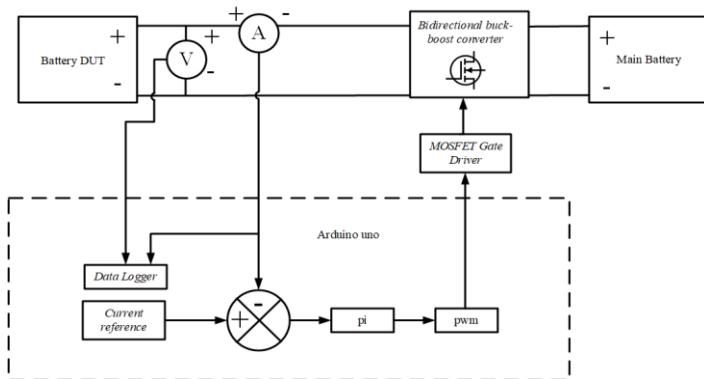 Bidirectional buck-
boost converter
+
A
-
+
+
V
-
Battery DUT
-
+
Main Battery
-
MOSFET Gate
Driver
Arduino uno
Data Logger
Current
reference
-
+
pi
pwm